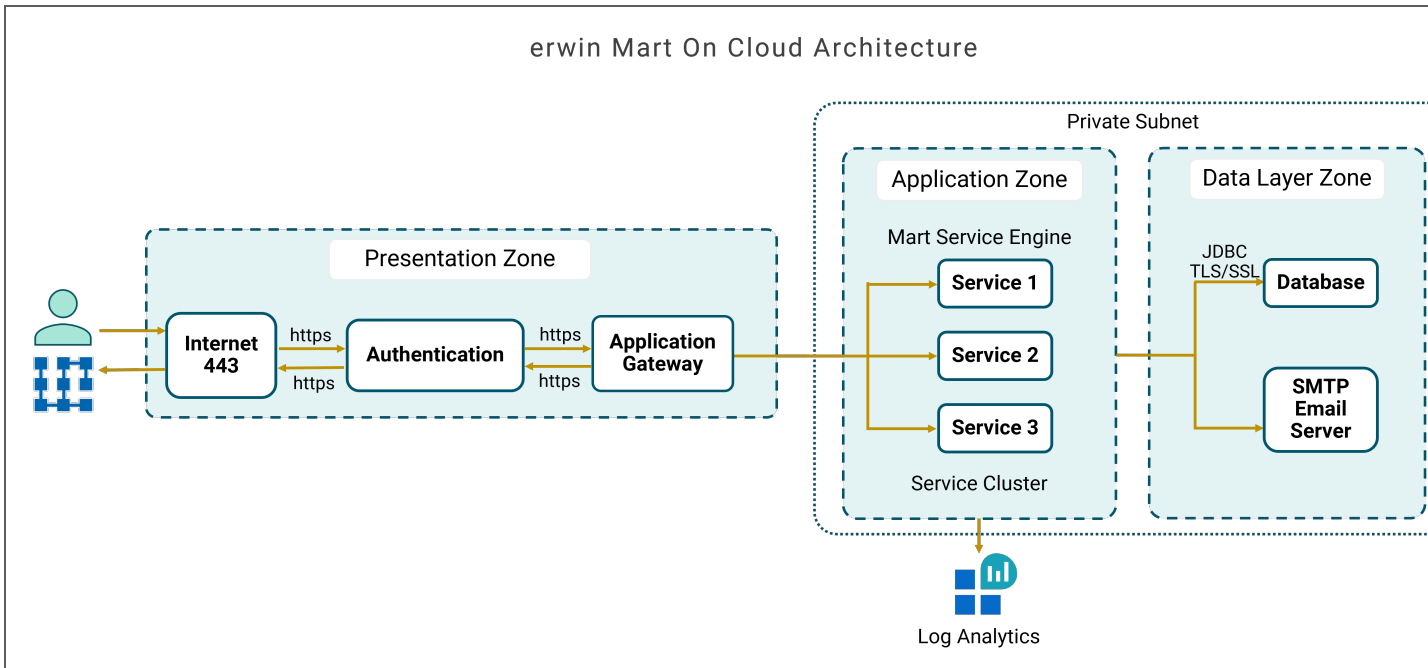 erwin Mart On Cloud Architecture
Private Subnet
Application Zone
Data Layer Zone
Mart Service Engine
Presentation Zone
JDBC
TLS/SSL
Service 1
Database
Internet
443
https
https
Authentication
https
https
Application
Gateway
Service 2
Service 3
SMTP
Email
Server
Service Cluster
Log Analytics